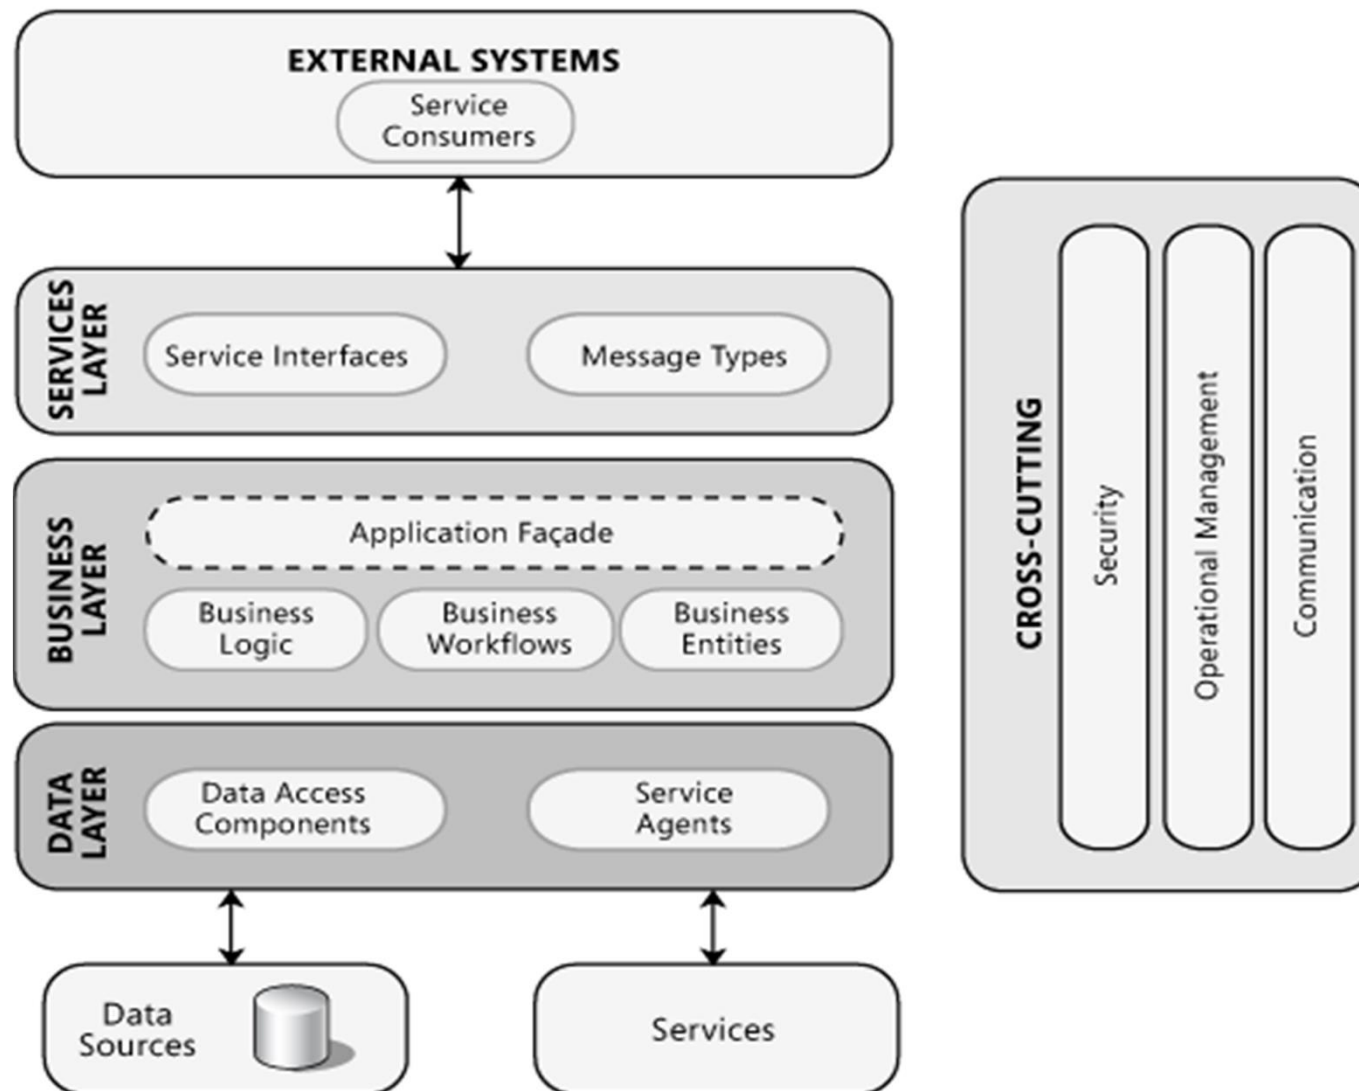 EXTERNAL SYSTEMS
Service
Consumers
SERVICES
LAYER
Service Interfaces
Message Types
BUSINESS
LAYER
Application Façade
Business
Logic
Business
Workflows
Business
Entities
DATA
LAYER
Data Access
Components
Service
Agents
Data
Sources
Services
CROSS-CUTTING
Security
Operational Management
Communication